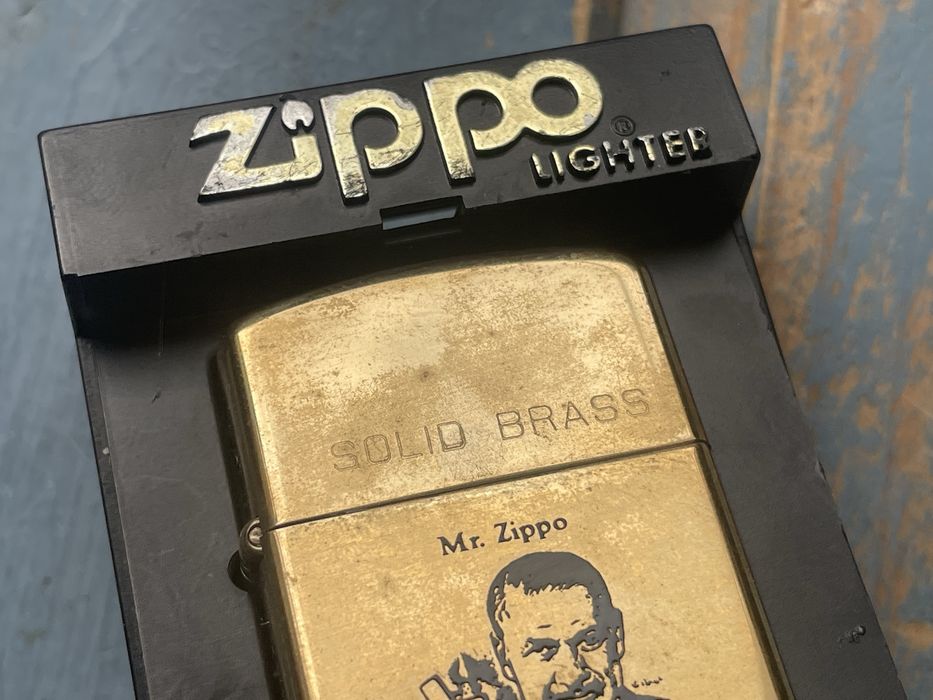 Zippo®
LIGHTER
SOLID BRASS
Mr. Zippo